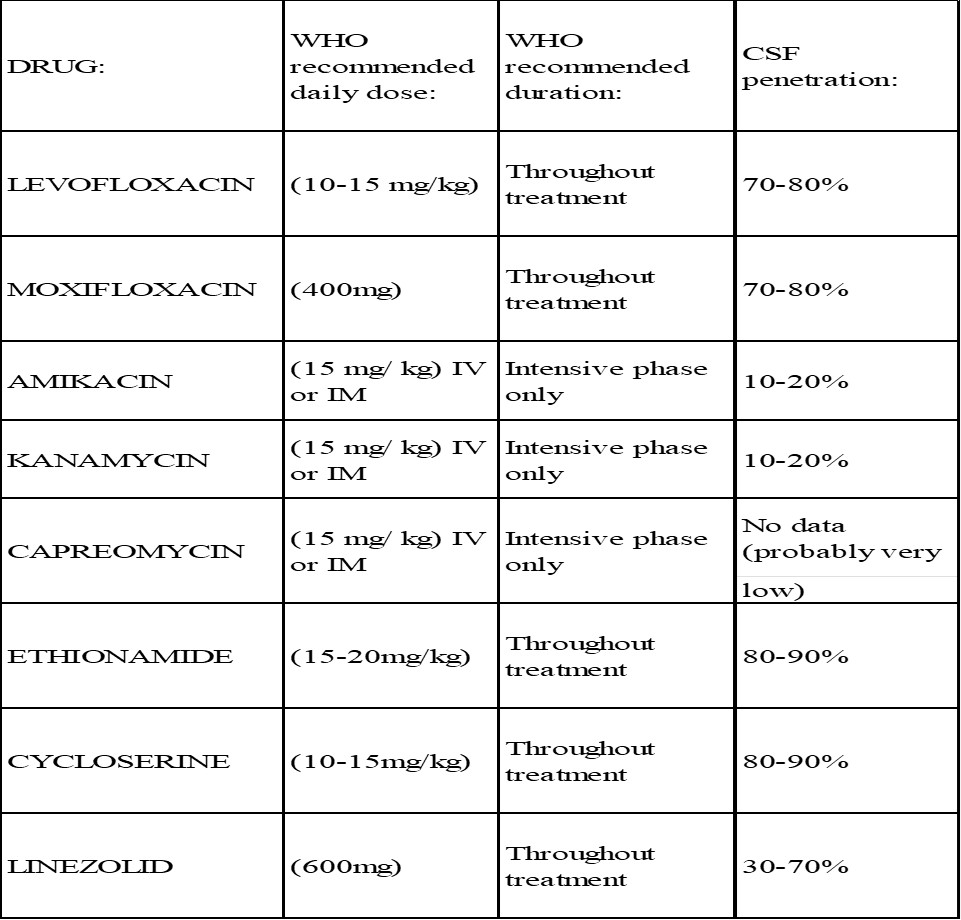 DRUG:
WHO
recommended
daily dose:
WHO
recommended
duration:
CSF
penetration:
LEVOFLOXACIN
(10-15 mg/kg)
Throughout
treatment
70-80%
MOXIFLOXACIN
(400mg)
Throughout
treatment
70-80%
AMIKACIN
(15 mg/ kg) IV
or IM
Intensive phase
only
10-20%
KANAMYCIN
(15 mg/ kg) IV
or IM
Intensive phase
only
10-20%
CAPREOMYCIN
(15 mg/ kg) IV
or IM
Intensive phase
only
No data
(probably very
low)
ETHIONAMIDE
(15-20mg/kg)
Throughout
treatment
80-90%
CYCLOSERINE
(10-15mg/kg)
Throughout
treatment
80-90%
LINEZOLID
(600mg)
Throughout
treatment
30-70%